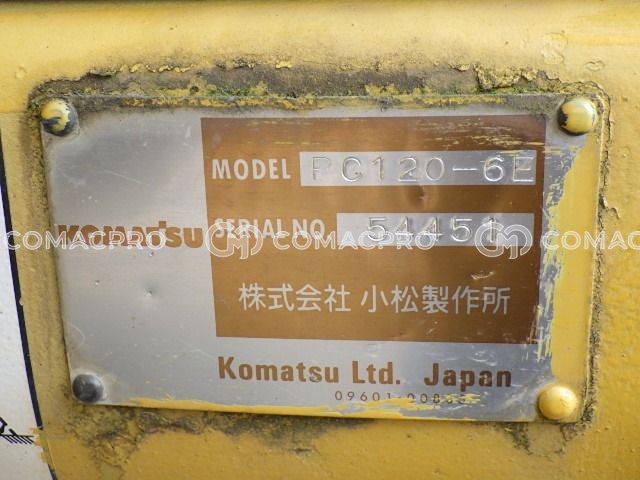 MODEL PC120-6E
KOMATSU
SERIAL NO. 54451
COMACPRO COMACPRO COMAC
株式会社 小松製作所
Komatsu Ltd. Japan